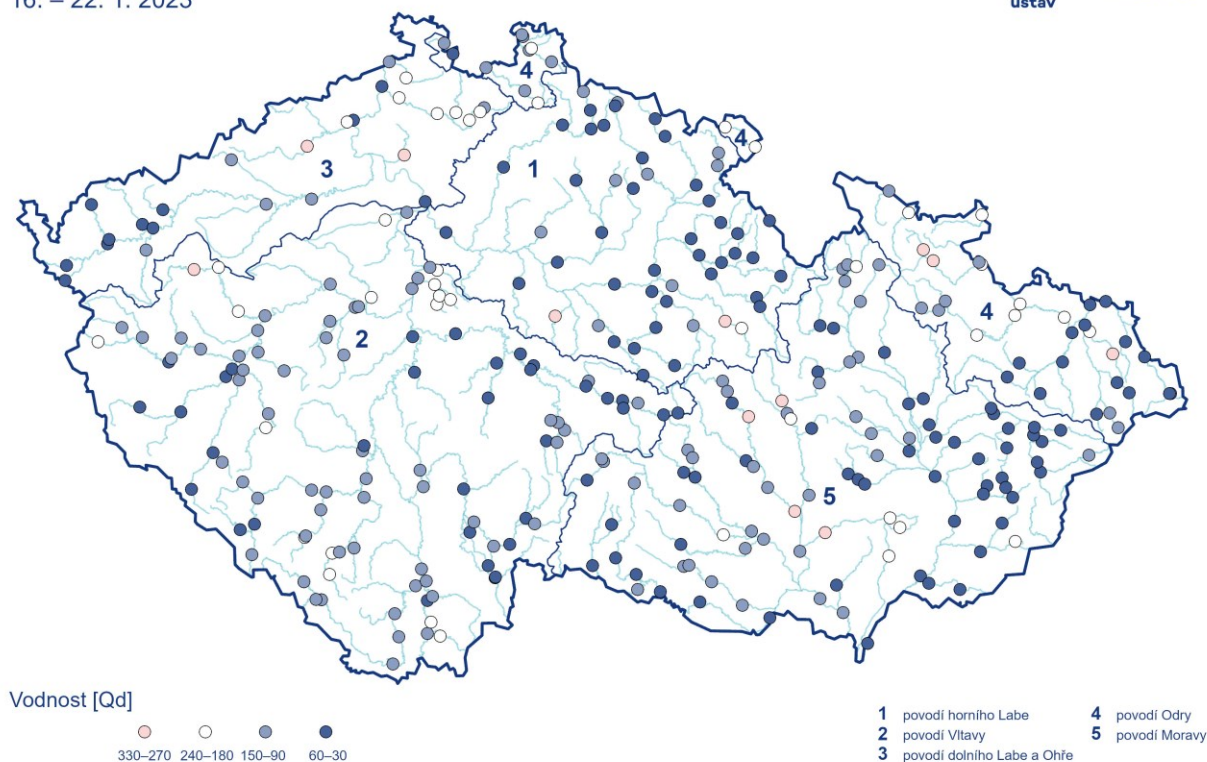 16. – 22. 1. 2023
ústav
4
4
3
1
2
4
5
Vodnost [Qd]
330–270 240–180 150–90 60–30
1 povodí horního Labe
2 povodí Vltavy
3 povodí dolního Labe a Ohře
4 povodí Odry
5 povodí Moravy